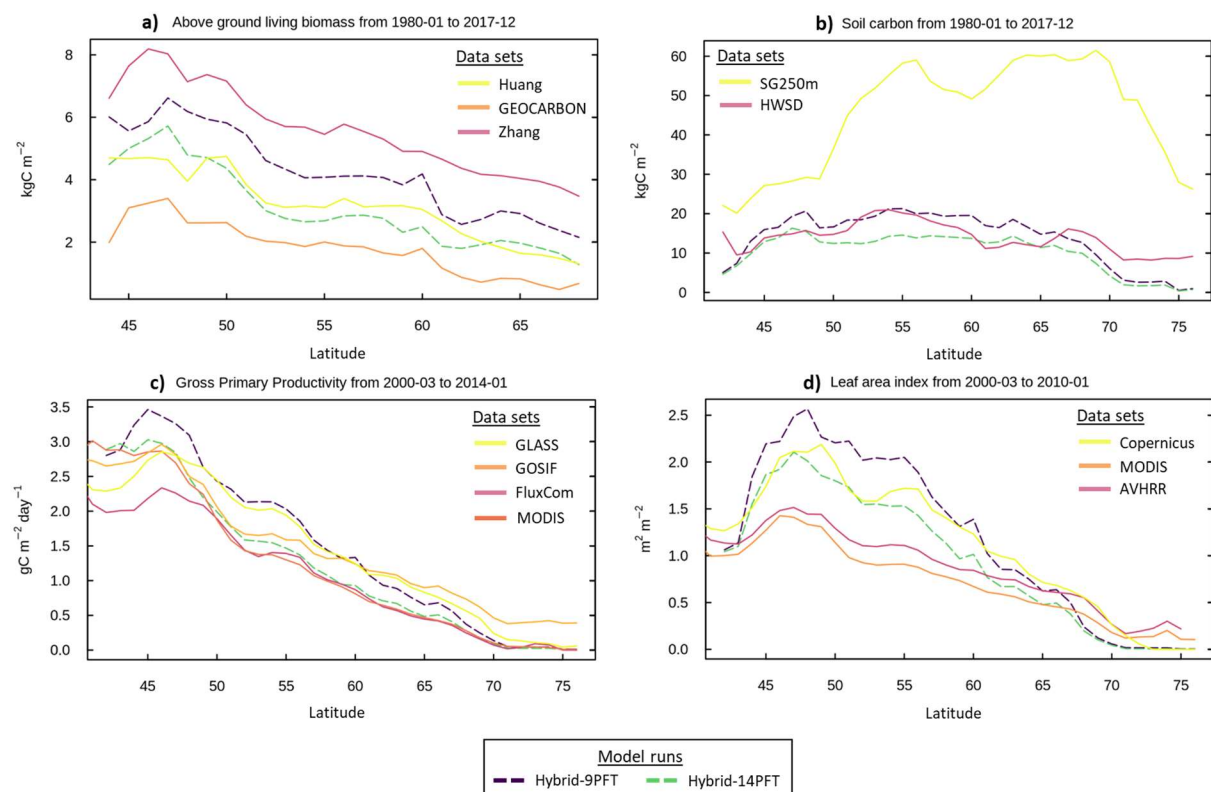 a) Above ground living biomass from 1980-01 to 2017-12
kgC m−2
8
6
4
2
45 50 55 60 65
Latitude
Data sets
Huang
GEOCARBON
Zhang
b) Soil carbon from 1980-01 to 2017-12
kgC m−2
60
50
40
30
20
10
0
45 50 55 60 65 70 75
Latitude
Data sets
SG250m
HWSD
c) Gross Primary Productivity from 2000-03 to 2014-01
gC m−2 day−1
3.5
3.0
2.5
2.0
1.5
1.0
0.5
0.0
45 50 55 60 65 70 75
Latitude
Data sets
GLASS
GOSIF
FluxCom
MODIS
d) Leaf area index from 2000-03 to 2010-01
m2 m−2
2.5
2.0
1.5
1.0
0.5
0.0
45 50 55 60 65 70 75
Latitude
Data sets
Copernicus
MODIS
AVHRR
Model runs
Hybrid-9PFT Hybrid-14PFT